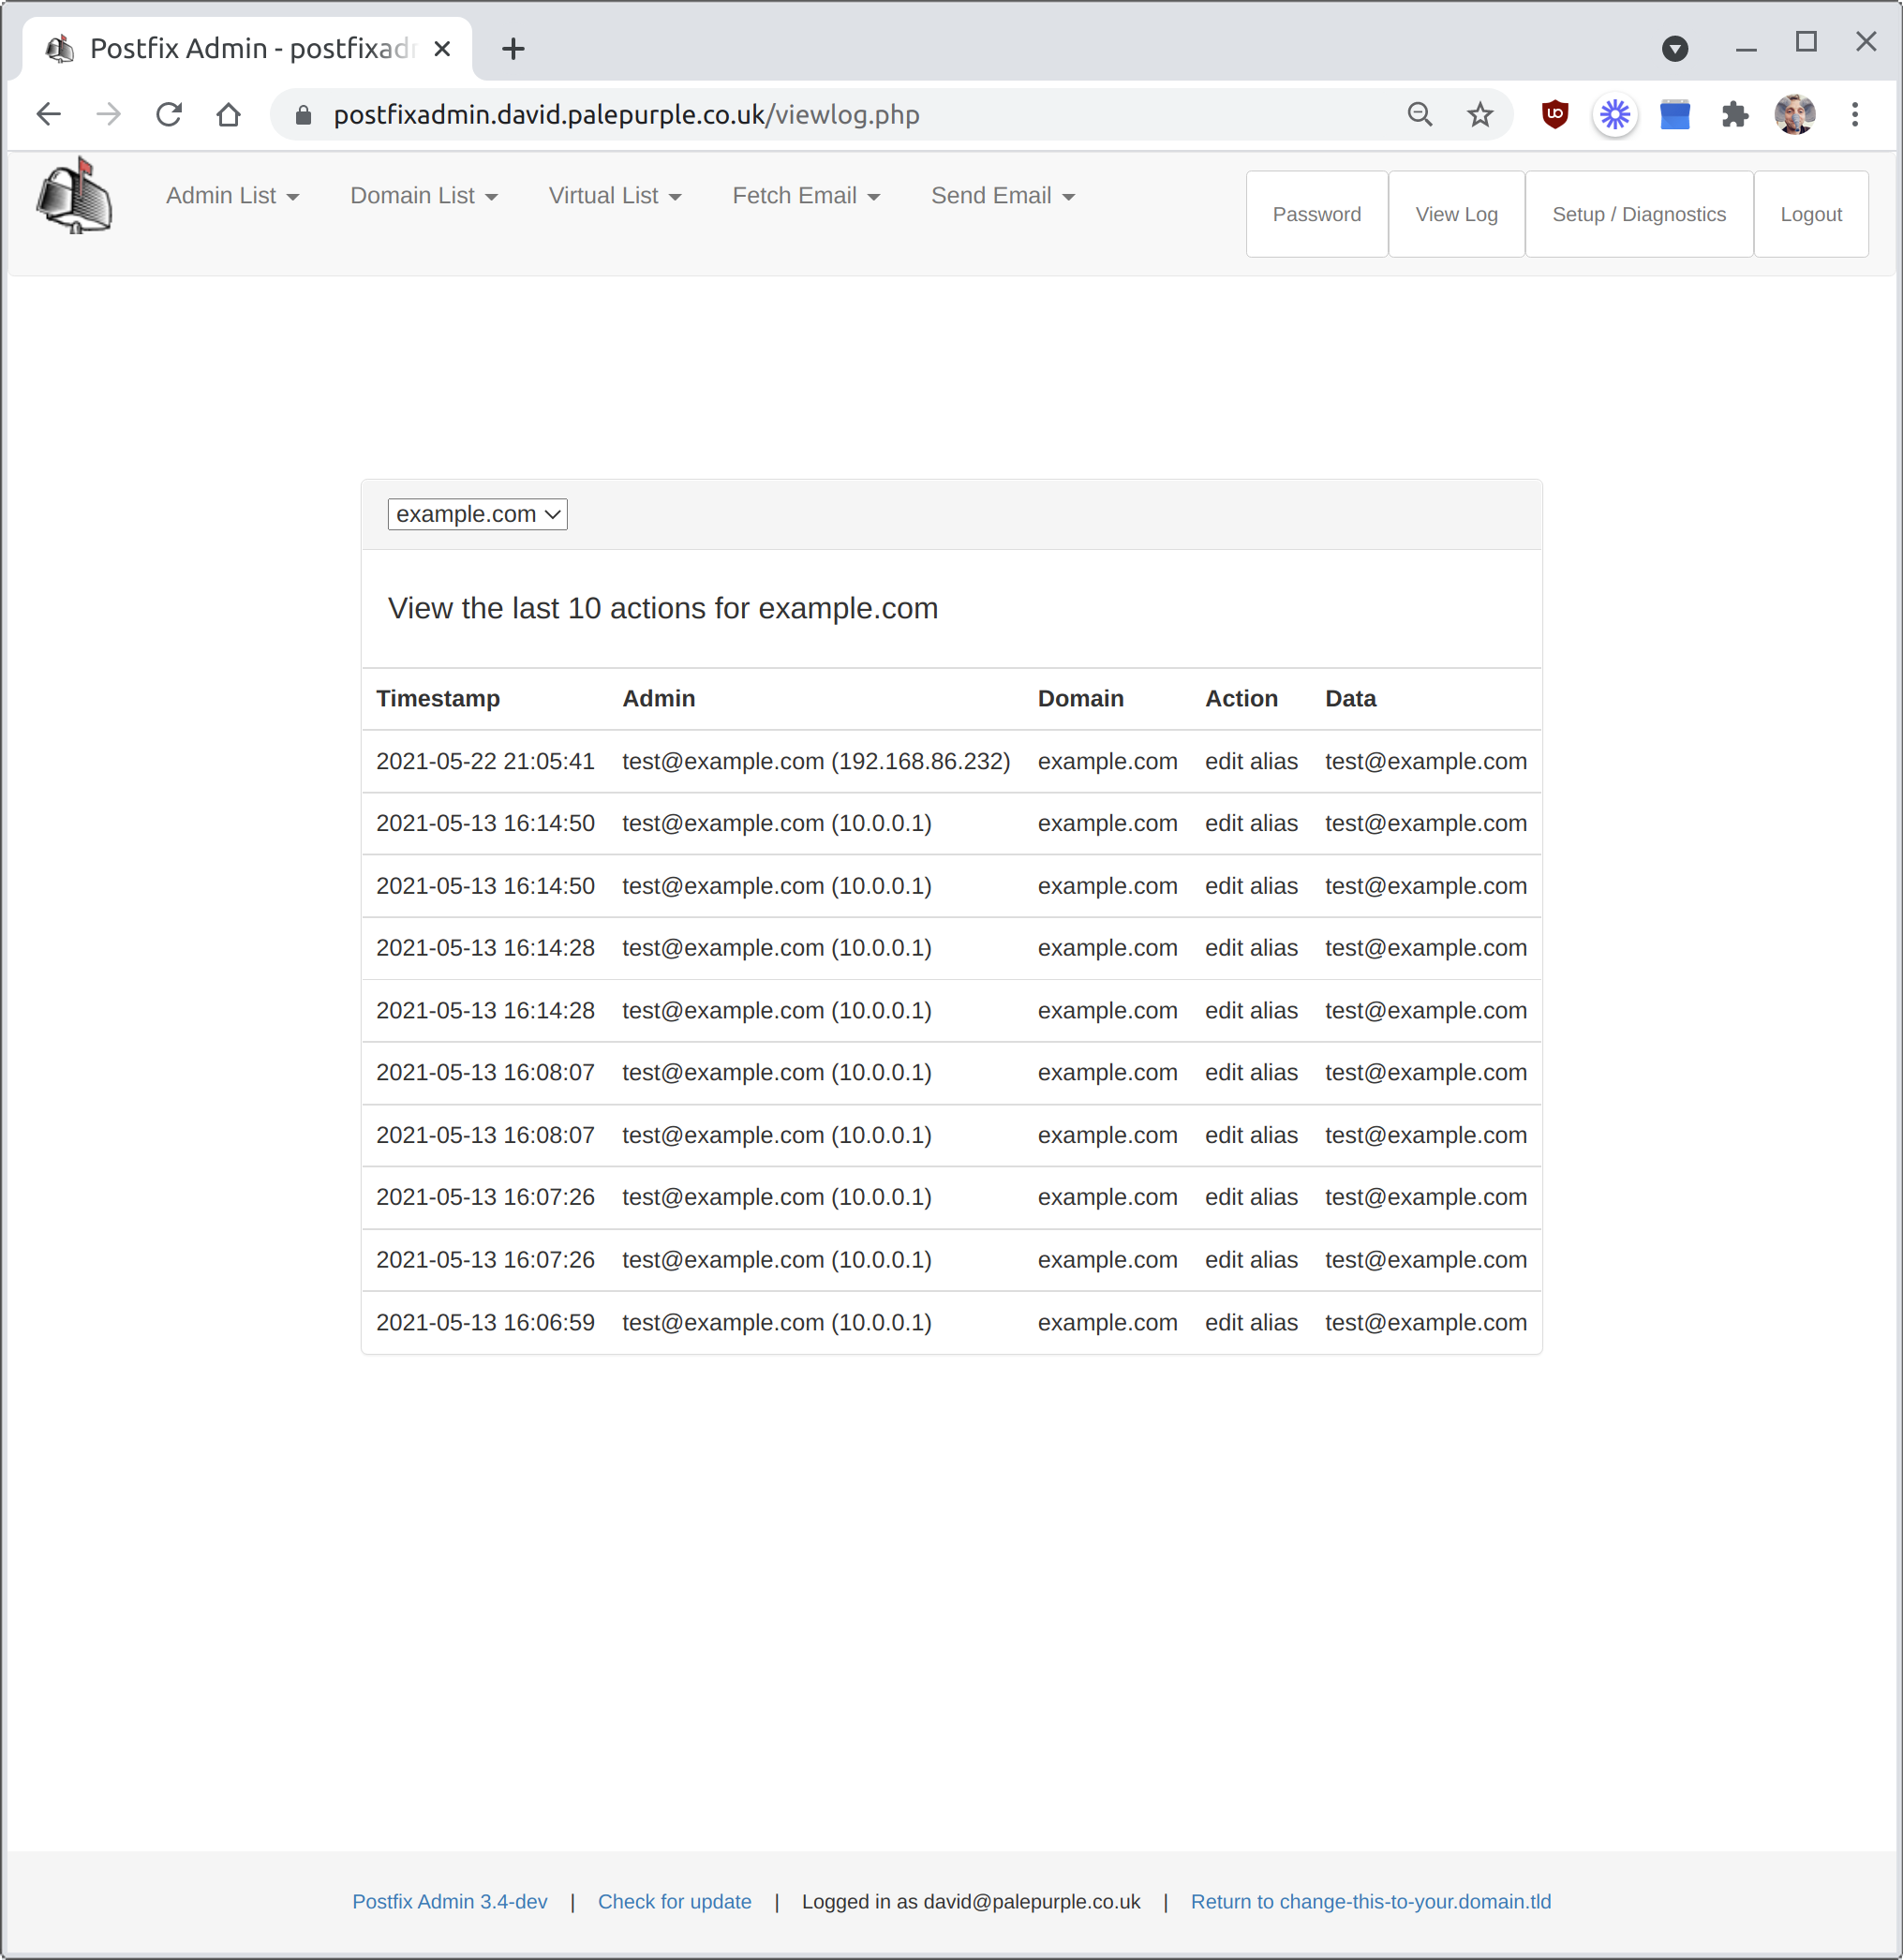 Postfix Admin - postfixadr
postfixadmin.david.palepurple.co.uk/viewlog.php
Admin List Domain List Virtual List Fetch Email Send Email Password View Log Setup / Diagnostics Logout
example.com
View the last 10 actions for example.com
Timestamp Admin Domain Action Data
2021-05-22 21:05:41 test@example.com (192.168.86.232) example.com edit alias test@example.com
2021-05-13 16:14:50 test@example.com (10.0.0.1) example.com edit alias test@example.com
2021-05-13 16:14:50 test@example.com (10.0.0.1) example.com edit alias test@example.com
2021-05-13 16:14:28 test@example.com (10.0.0.1) example.com edit alias test@example.com
2021-05-13 16:14:28 test@example.com (10.0.0.1) example.com edit alias test@example.com
2021-05-13 16:08:07 test@example.com (10.0.0.1) example.com edit alias test@example.com
2021-05-13 16:08:07 test@example.com (10.0.0.1) example.com edit alias test@example.com
2021-05-13 16:07:26 test@example.com (10.0.0.1) example.com edit alias test@example.com
2021-05-13 16:07:26 test@example.com (10.0.0.1) example.com edit alias test@example.com
2021-05-13 16:06:59 test@example.com (10.0.0.1) example.com edit alias test@example.com
Postfix Admin 3.4-dev | Check for update | Logged in as david@palepurple.co.uk | Return to change-this-to-your.domain.tld